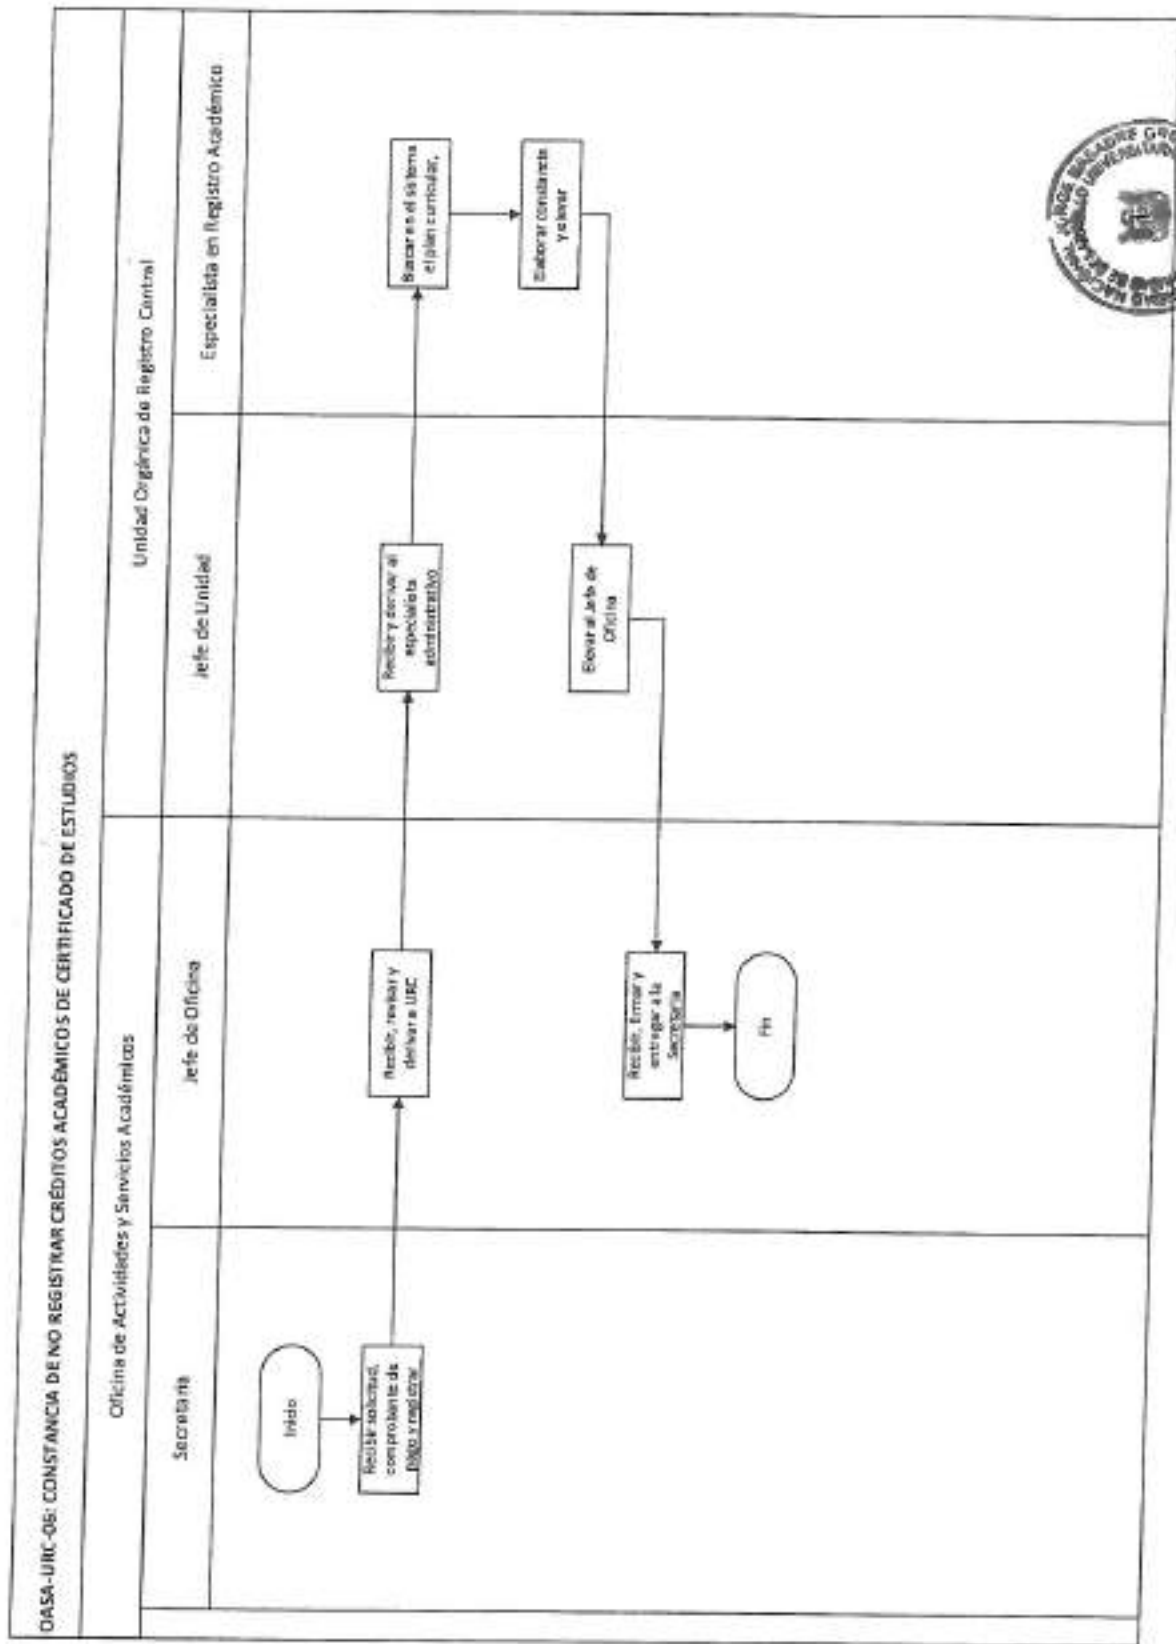 OASA-URC-06: CONSTANCIA DE NO REGISTRAR CRÉDITOS ACADÉMICOS DE CERTIFICADO DE ESTUDIOS
Oficina de Actividades y Servicios Académicos
Unidad Orgánica de Registro Central
Secretaria
Jefe de Oficina
Jefe de Unidad
Especialista en Registro Académico
Inicio
Recibir solicitud,
comprobante de
pago y registrar
Recibir, revisar y
derivar a URC
Recibir y derivar al
especialista
administrativo
Buscar en el sistema
el plan curricular,
Elaborar constancia
y elevar
Elevar al Jefe de
Oficina
Recibir, firmar y
entregar a la
Secretaria
Fin
JORGE BASADRE